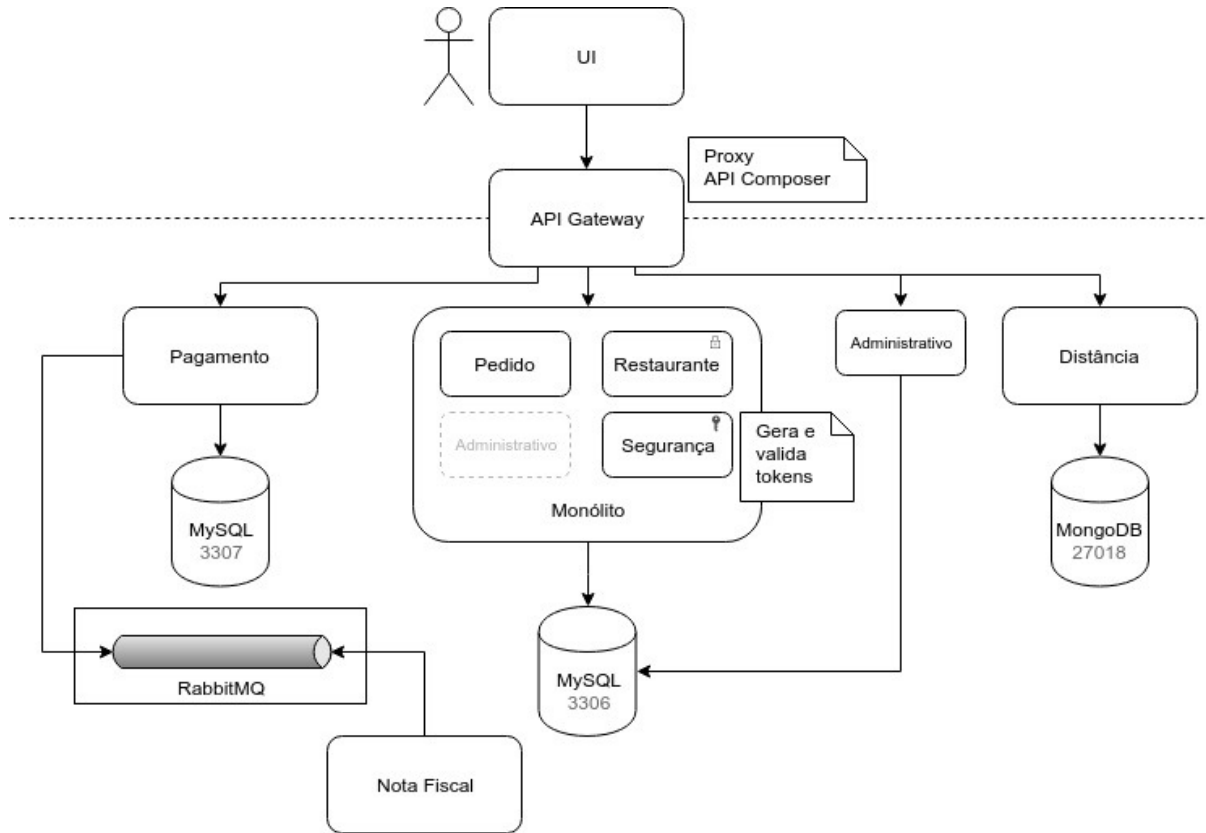 UI
Proxy
API Composer
API Gateway
Pagamento
Pedido
Restaurante
Administrativo
Segurança
Monólito
Gera e
valida
tokens
Administrativo
Distância
MySQL
3307
MongoDB
27018
RabbitMQ
MySQL
3306
Nota Fiscal